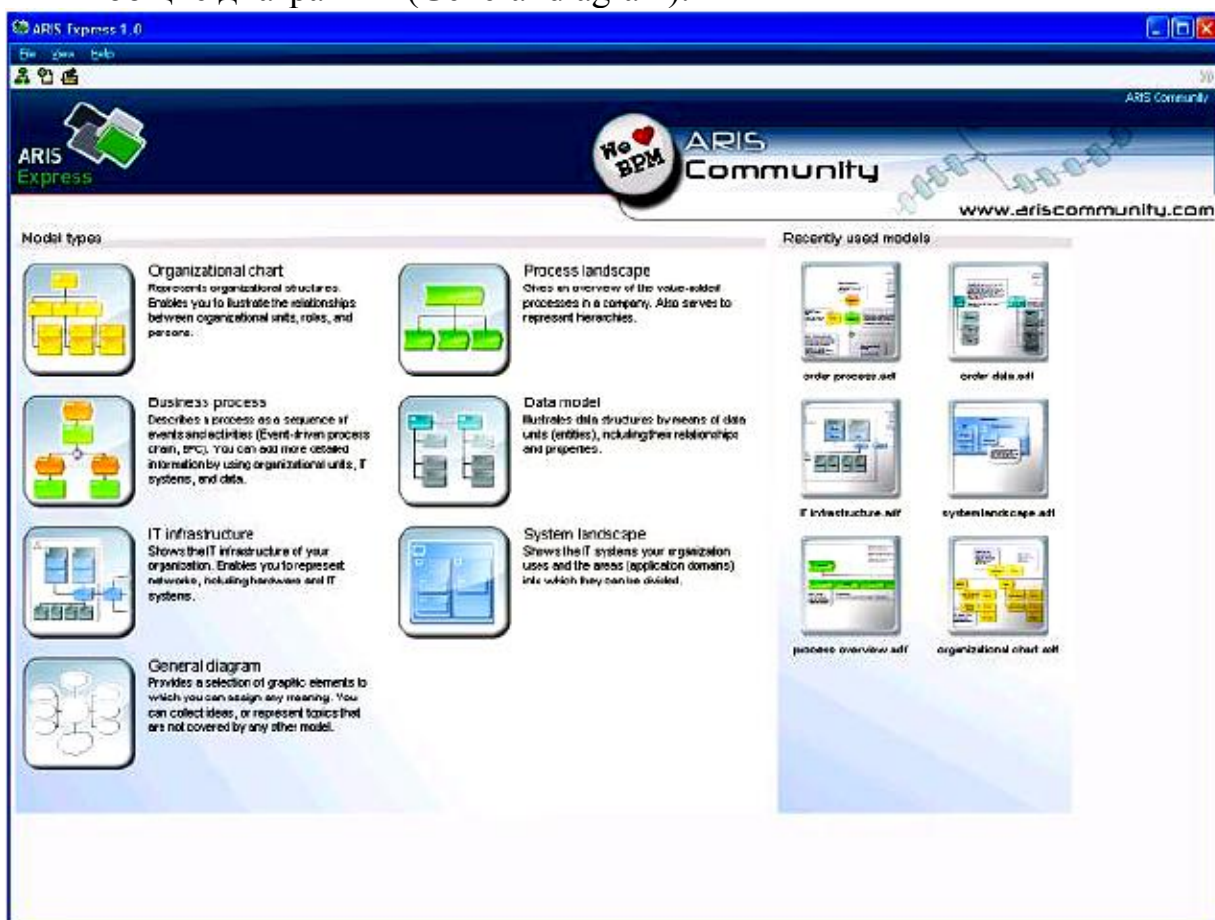 (General diagram).
ARIS Express 1.0
File View Help
ARIS Community
ARIS
Express
We BPM
ARIS
Community
www.ariscommunity.com
Model types
Recently used models
Organizational chart
Represents organizational structures.
Enables you to illustrate the relationships
between organizational units, roles, and
persons.
Process landscape
Gives an overview of the value-added
processes in a company. Also serves to
represent hierarchies.
order process.adf
order data.adf
Business process
Describes a process as a sequence of
events and activities (Event-driven process
chain, EPC). You can add more detailed
information by using organizational units, IT
systems, and data.
Data model
Illustrates data structures by means of data
units (entities), including their relationships
and properties.
IT infrastructure.adf
system landscape.adf
IT infrastructure
Shows the IT infrastructure of your
organization. Enables you to represent
networks, including hardware and IT
systems.
System landscape
Shows the IT systems your organization
uses and the areas (application domains)
into which they can be divided.
process overview.adf
organizational chart.adf
General diagram
Provides a selection of graphic elements to
which you can assign any meaning. You
can collect ideas, or represent topics that
are not covered by any other model.